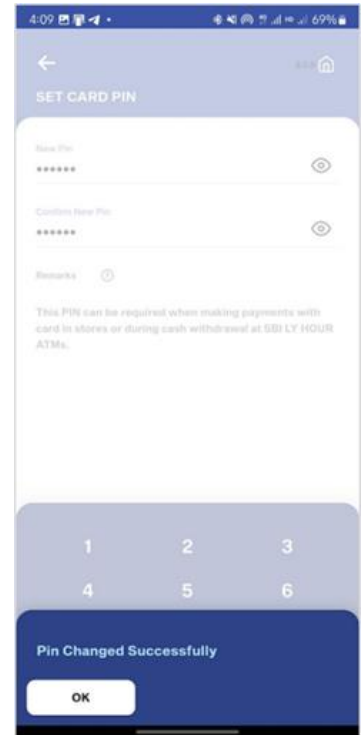 4:09 69%
SET CARD PIN
New Pin
******
Confirm New Pin
******
Remarks ?
This PIN can be required when making payments with
card in stores or during cash withdrawal at SBI LY HOUR
ATMs.
1 2 3
4 5 6
Pin Changed Successfully
OK